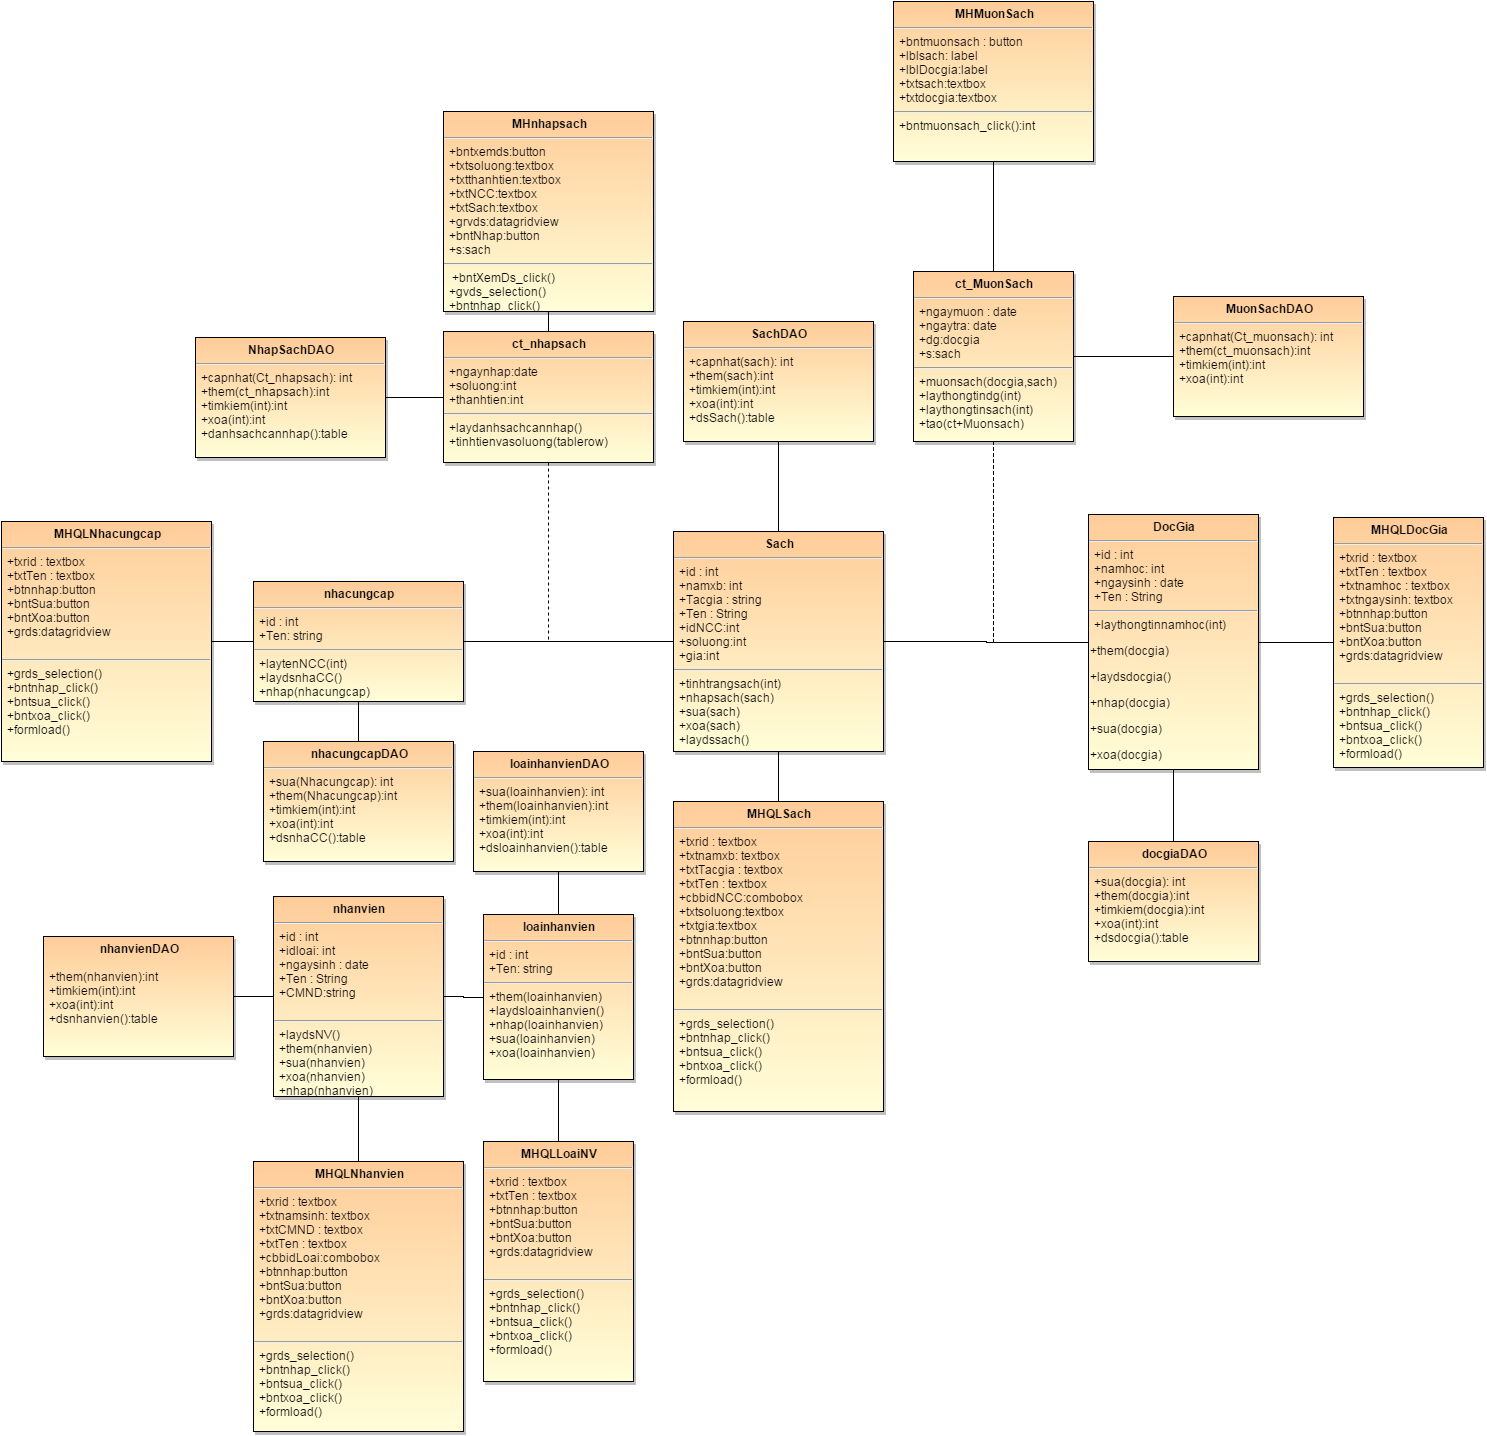 MHMuonSach
+bntmuonsach : button
+lblsach: label
+lblDocgia:label
+txtsach:textbox
+txtdocgia:textbox
+bntmuonsach_click():int
MHnhapsach
+bntxemds:button
+txtsoluong:textbox
+txtthanhtien:textbox
+txtNCC:textbox
+txtSach:textbox
+grvds:datagridview
+bntNhap:button
+s:sach
+bntXemDs_click()
+gvds_selection()
+bntnhap_click()
ct_MuonSach
+ngaymuon : date
+ngaytra: date
+dg:docgia
+s:sach
+muonsach(docgia,sach)
+laythongtindg(int)
+laythongtinsach(int)
+tao(ct+Muonsach)
MuonSachDAO
+capnhat(Ct_muonsach): int
+them(ct_muonsach):int
+timkiem(int):int
+xoa(int):int
NhapSachDAO
+capnhat(Ct_nhapsach): int
+them(ct_nhapsach):int
+timkiem(int):int
+xoa(int):int
+danhsachcannhap():table
ct_nhapsach
+ngaynhap:date
+soluong:int
+thanhtien:int
+laydanhsachcannhap()
+tinhtienvasoluong(tablerow)
SachDAO
+capnhat(sach): int
+them(sach):int
+timkiem(int):int
+xoa(int):int
+dsSach():table
MHQLNhacungcap
+txrid : textbox
+txtTen : textbox
+btnnhap:button
+bntSua:button
+bntXoa:button
+grds:datagridview
+grds_selection()
+bntnhap_click()
+bntsua_click()
+bntxoa_click()
+formload()
nhacungcap
+id : int
+Ten: string
+laytenNCC(int)
+laydsnhaCC()
+nhap(nhacungcap)
Sach
+id : int
+namxb: int
+Tacgia : string
+Ten : String
+idNCC:int
+soluong:int
+gia:int
+tinhtrangsach(int)
+nhapsach(sach)
+sua(sach)
+xoa(sach)
+laydssach()
DocGia
+id : int
+namhoc: int
+ngaysinh : date
+Ten : String
+laythongtinnamhoc(int)
+them(docgia)
+laydsdocgia()
+nhap(docgia)
+sua(docgia)
+xoa(docgia)
MHQLDocGia
+txrid : textbox
+txtTen : textbox
+txtnamhoc : textbox
+txtngaysinh: textbox
+btnnhap:button
+bntSua:button
+bntXoa:button
+grds:datagridview
+grds_selection()
+bntnhap_click()
+bntsua_click()
+bntxoa_click()
+formload()
nhacungcapDAO
+sua(Nhacungcap): int
+them(Nhacungcap):int
+timkiem(int):int
+xoa(int):int
+dsnhaCC():table
loainhanvienDAO
+sua(loainhanvien): int
+them(loainhanvien):int
+timkiem(int):int
+xoa(int):int
+dsloainhanvien():table
MHQLSach
+txrid : textbox
+txtnamxb: textbox
+txtTacgia : textbox
+txtTen : textbox
+cbbidNCC:combobox
+txtsoluong:textbox
+txtgia:textbox
+btnnhap:button
+bntSua:button
+bntXoa:button
+grds:datagridview
+grds_selection()
+bntnhap_click()
+bntsua_click()
+bntxoa_click()
+formload()
docgiaDAO
+sua(docgia): int
+them(docgia):int
+timkiem(docgia):int
+xoa(int):int
+dsdocgia():table
nhanvienDAO
+them(nhanvien):int
+timkiem(int):int
+xoa(int):int
+dsnhanvien():table
nhanvien
+id : int
+idloai: int
+ngaysinh : date
+Ten : String
+CMND:string
+laydsNV()
+them(nhanvien)
+sua(nhanvien)
+xoa(nhanvien)
+nhap(nhanvien)
loainhanvien
+id : int
+Ten: string
+them(loainhanvien)
+laydsloainhanvien()
+nhap(loainhanvien)
+sua(loainhanvien)
+xoa(loainhanvien)
MHQLNhanvien
+txrid : textbox
+txtnamsinh: textbox
+txtCMND : textbox
+txtTen : textbox
+cbbidLoai:combobox
+btnnhap:button
+bntSua:button
+bntXoa:button
+grds:datagridview
+grds_selection()
+bntnhap_click()
+bntsua_click()
+bntxoa_click()
+formload()
MHQLLoaiNV
+txrid : textbox
+txtTen : textbox
+btnnhap:button
+bntSua:button
+bntXoa:button
+grds:datagridview
+grds_selection()
+bntnhap_click()
+bntsua_click()
+bntxoa_click()
+formload()